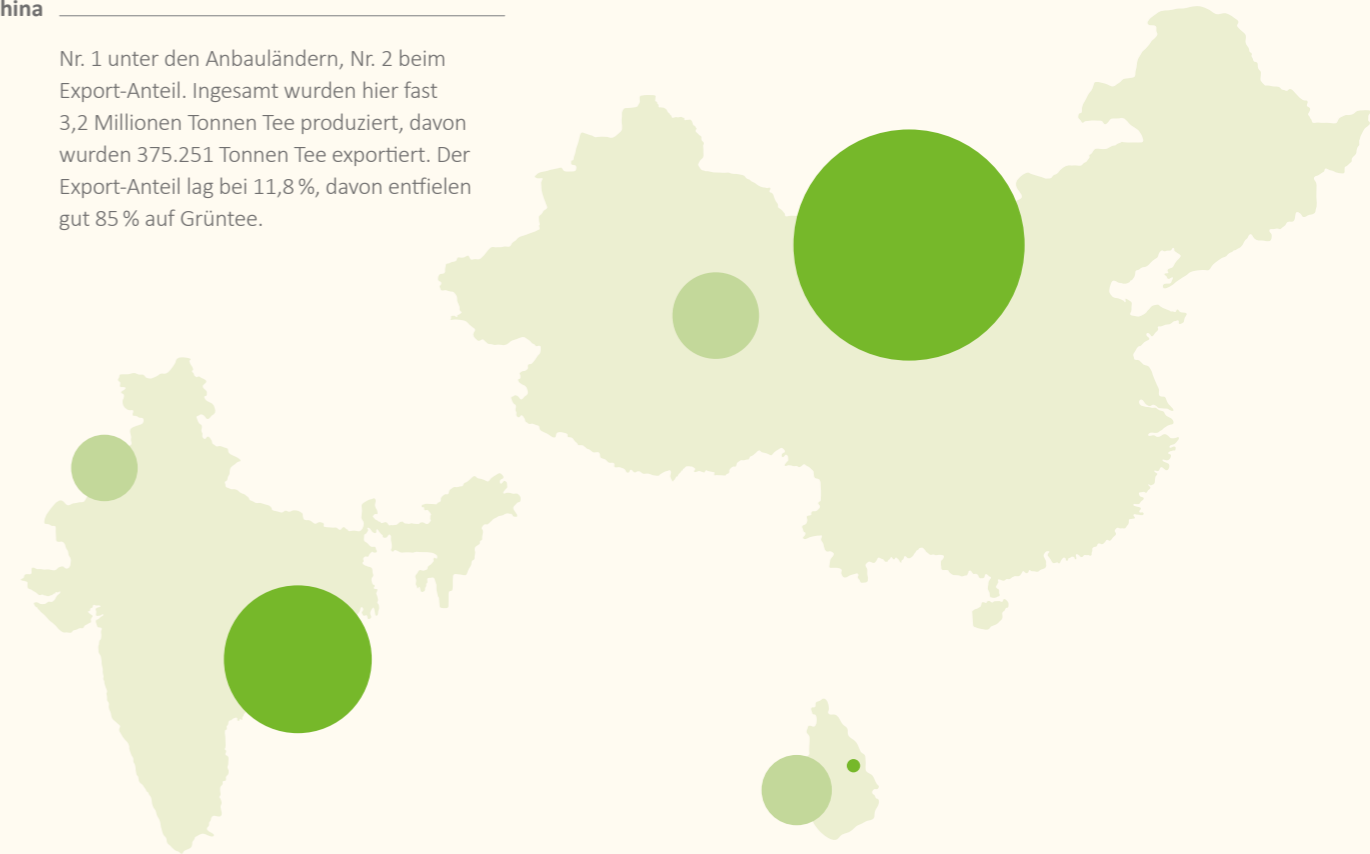 hina
Nr. 1 unter den Anbauländern, Nr. 2 beim
Export-Anteil. Ingesamt wurden hier fast
3,2 Millionen Tonnen Tee produziert, davon
wurden 375.251 Tonnen Tee exportiert. Der
Export-Anteil lag bei 11,8 %, davon entfielen
gut 85 % auf Grüntee.